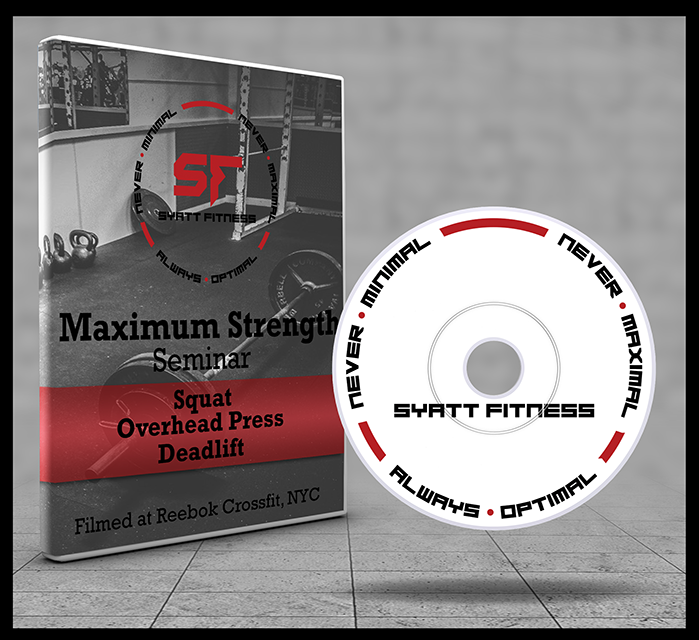 NEVER • MINIMAL
NEVER • MAXIMAL
SF
SYATT FITNESS
ALWAYS • OPTIMAL
Maximum Strength
Seminar
Squat
Overhead Press
Deadlift
Filmed at Reebok Crossfit, NYC
NEVER • MINIMAL
NEVER • MAXIMAL
SYATT FITNESS
ALWAYS • OPTIMAL